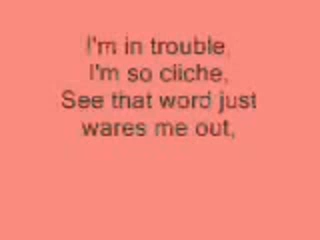 I'm in trouble,
I'm so cliche,
See that word just
wares me out,